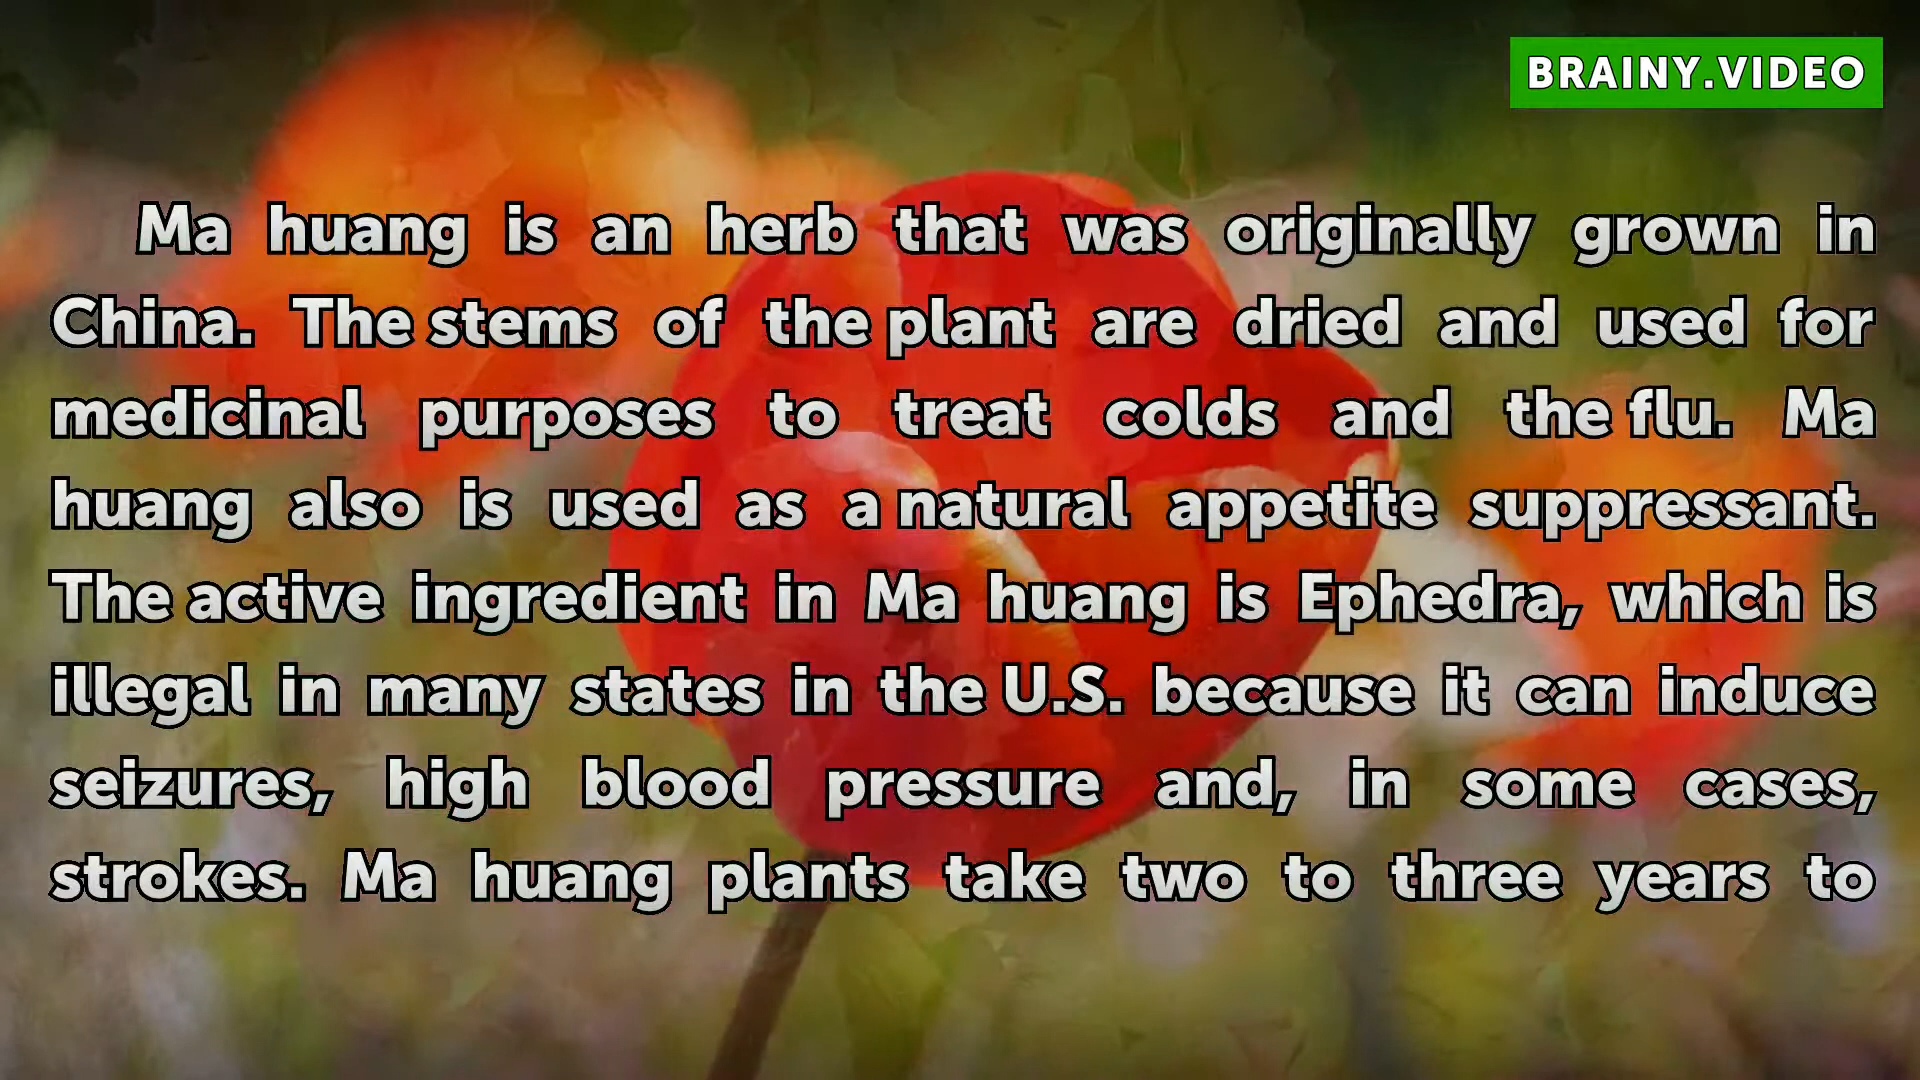 BRAINY.VIDEO
Ma huang is an herb that was originally grown in
China. The stems of the plant are dried and used for
medicinal purposes to treat colds and the flu. Ma
huang also is used as a natural appetite suppressant.
The active ingredient in Ma huang is Ephedra, which is
illegal in many states in the U.S. because it can induce
seizures, high blood pressure and, in some cases,
strokes. Ma huang plants take two to three years to